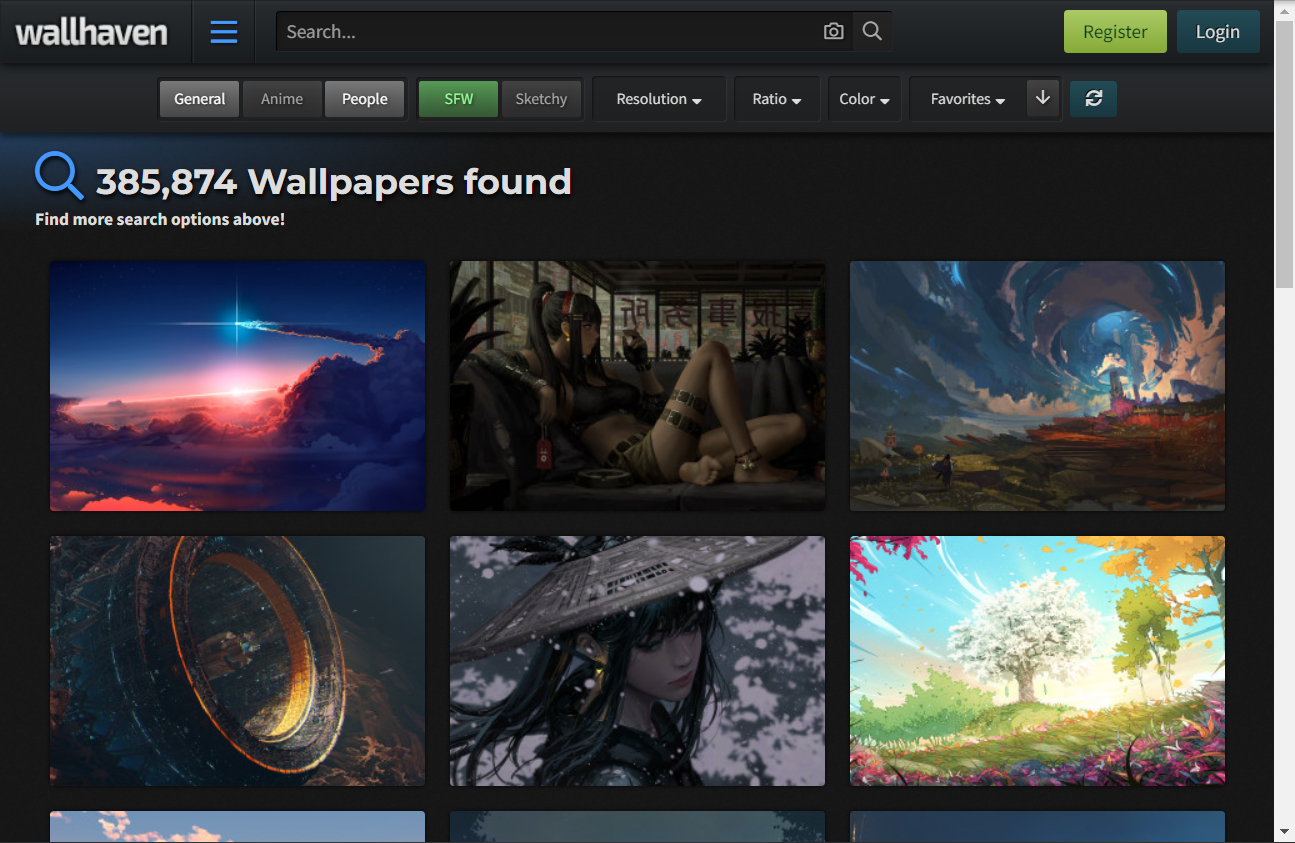 wallhaven
Search...
Register
Login
General
Anime
People
SFW
Sketchy
Resolution
Ratio
Color
Favorites
385,874 Wallpapers found
Find more search options above!